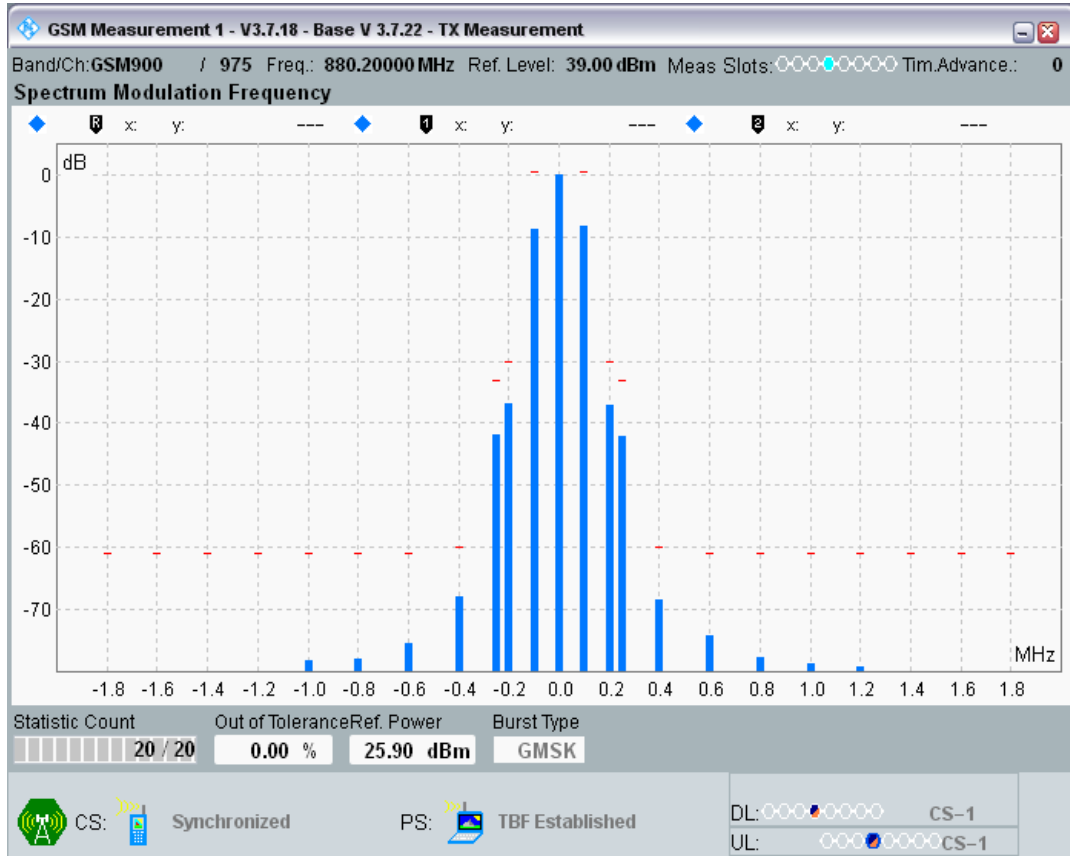 GSM Measurement 1 - V3.7.18 - Base V 3.7.22 - TX Measurement
Band/Ch:GSM900 / 975 Freq.: 880.20000 MHz Ref. Level: 39.00 dBm Meas Slots: Tim.Advance.: 0
Spectrum Modulation Frequency
R x: y: --- 1 x: y: --- 2 x: y: ---
dB
0
-10
-20
-30
-40
-50
-60
-70
MHz
-1.8 -1.6 -1.4 -1.2 -1.0 -0.8 -0.6 -0.4 -0.2 0.0 0.2 0.4 0.6 0.8 1.0 1.2 1.4 1.6 1.8
Statistic Count Out of Tolerance Ref. Power Burst Type
20 / 20 0.00 % 25.90 dBm GMSK
CS: Synchronized PS: TBF Established
DL: CS-1
UL: CS-1